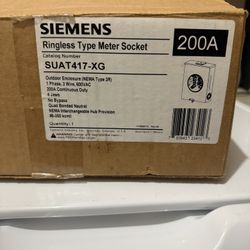 SIEMENS
Ringless Type Meter Socket
200A
Catalog Number
SUAT417-XG
Outdoor Enclosure (NEMA Type 3R)
1 Phase, 3 Wire, 600VAC
200A Continuous Duty
4 Jaws
No Bypass
Quad Bonded Neutral
NEMA Interchangeable Hub Provision
Quantity: 1